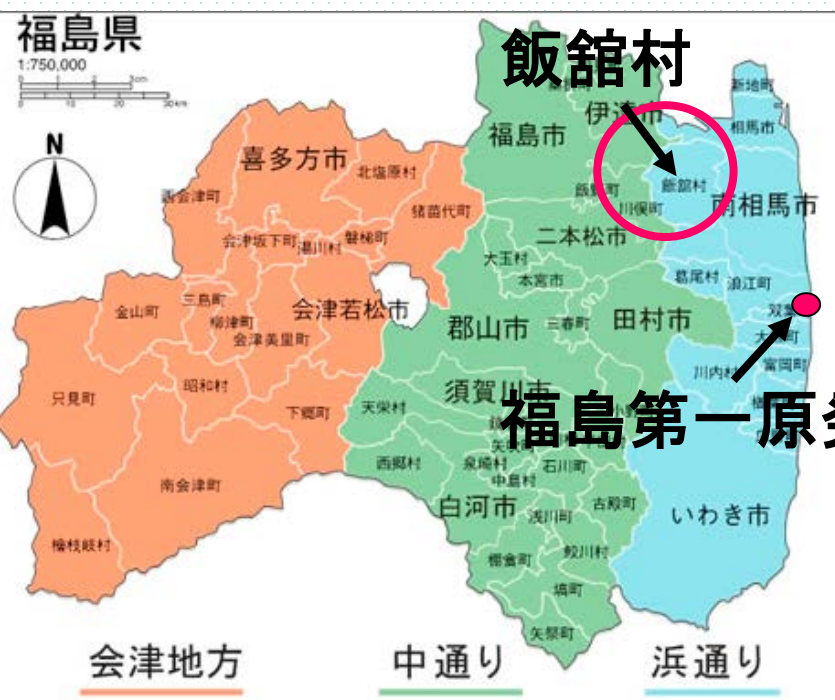 福島県
1:750,000
飯舘村
新地町
伊達市
相馬市
福島市
N
喜多方市
北塩原村
飯舘村
飯野町
西会津町
猪苗代町
川俣町
南相馬市
会津坂下町
湯川村
磐梯町
二本松市
大玉村
本宮市
葛尾村
浪江町
三島町
会津若松市
金山町
柳津町
会津美里町
郡山市
三春町
田村市
富岡町
川内村
昭和村
只見町
須賀川市
下郷町
天栄村
福島第一原
西郷村
泉崎村
石川町
中島村
南会津町
白河市
浅川町
古殿町
いわき市
檜枝岐村
棚倉町
鮫川村
塙町
矢祭町
会津地方
中通り
浜通り